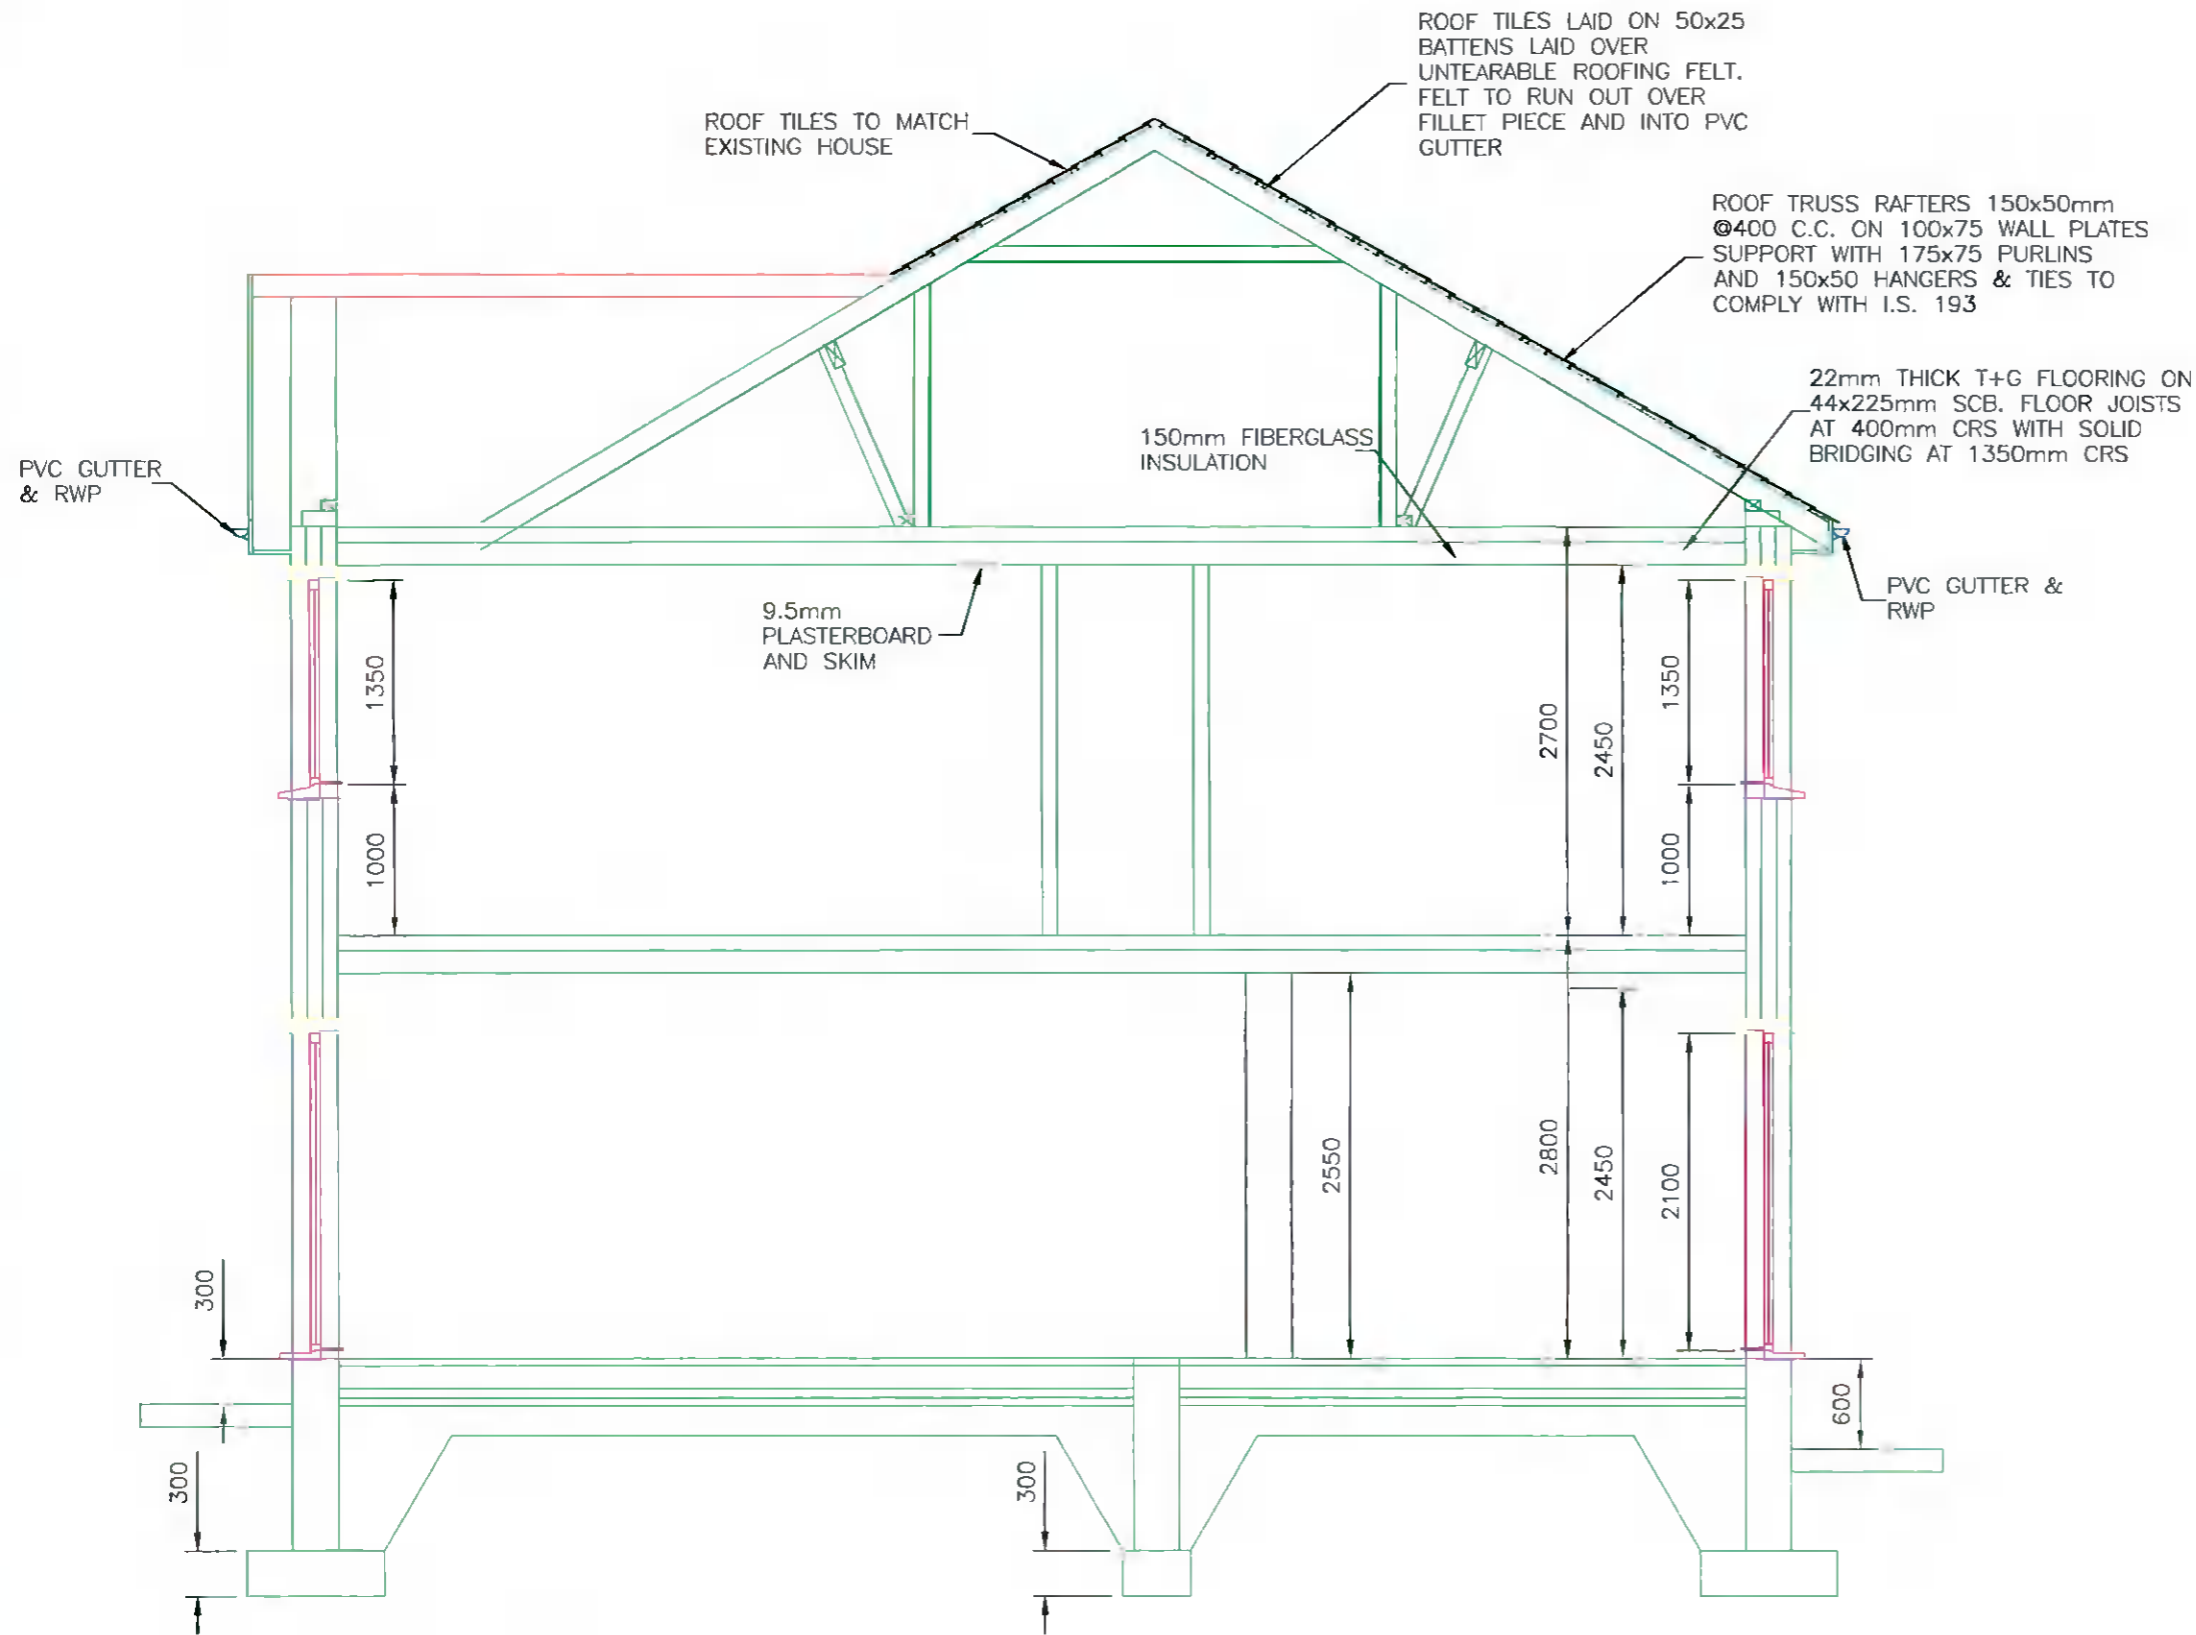 ROOF TILES LAID ON 50x25
BATTENS LAID OVER
UNTEARABLE ROOFING FELT.
FELT TO RUN OUT OVER
FILLET PIECE AND INTO PVC
GUTTER
ROOF TILES TO MATCH
EXISTING HOUSE
ROOF TRUSS RAFTERS 150x50mm
@400 C.C. ON 100x75 WALL PLATES
SUPPORT WITH 175x75 PURLINS
AND 150x50 HANGERS & TIES TO
COMPLY WITH I.S. 193
22mm THICK T+G FLOORING ON
44x225mm SCB. FLOOR JOISTS
AT 400mm CRS WITH SOLID
BRIDGING AT 1350mm CRS
150mm FIBERGLASS
INSULATION
PVC GUTTER
& RWP
PVC GUTTER &
RWP
9.5mm
PLASTERBOARD
AND SKIM
1350
1000
2700
2450
1350
1000
2550
2800
2450
2100
300
600
300
300